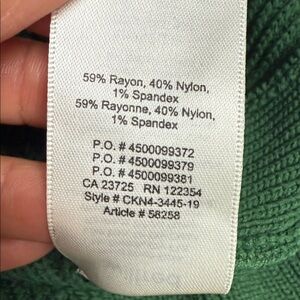 59% Rayon, 40% Nylon,
1% Spandex
59% Rayonne, 40% Nylon,
1% Spandex
P.O. # 4500099372
P.O. # 4500099379
P.O. # 4500099381
CA 23725 RN 122354
Style # CKN4-3445-19
Article # 58258